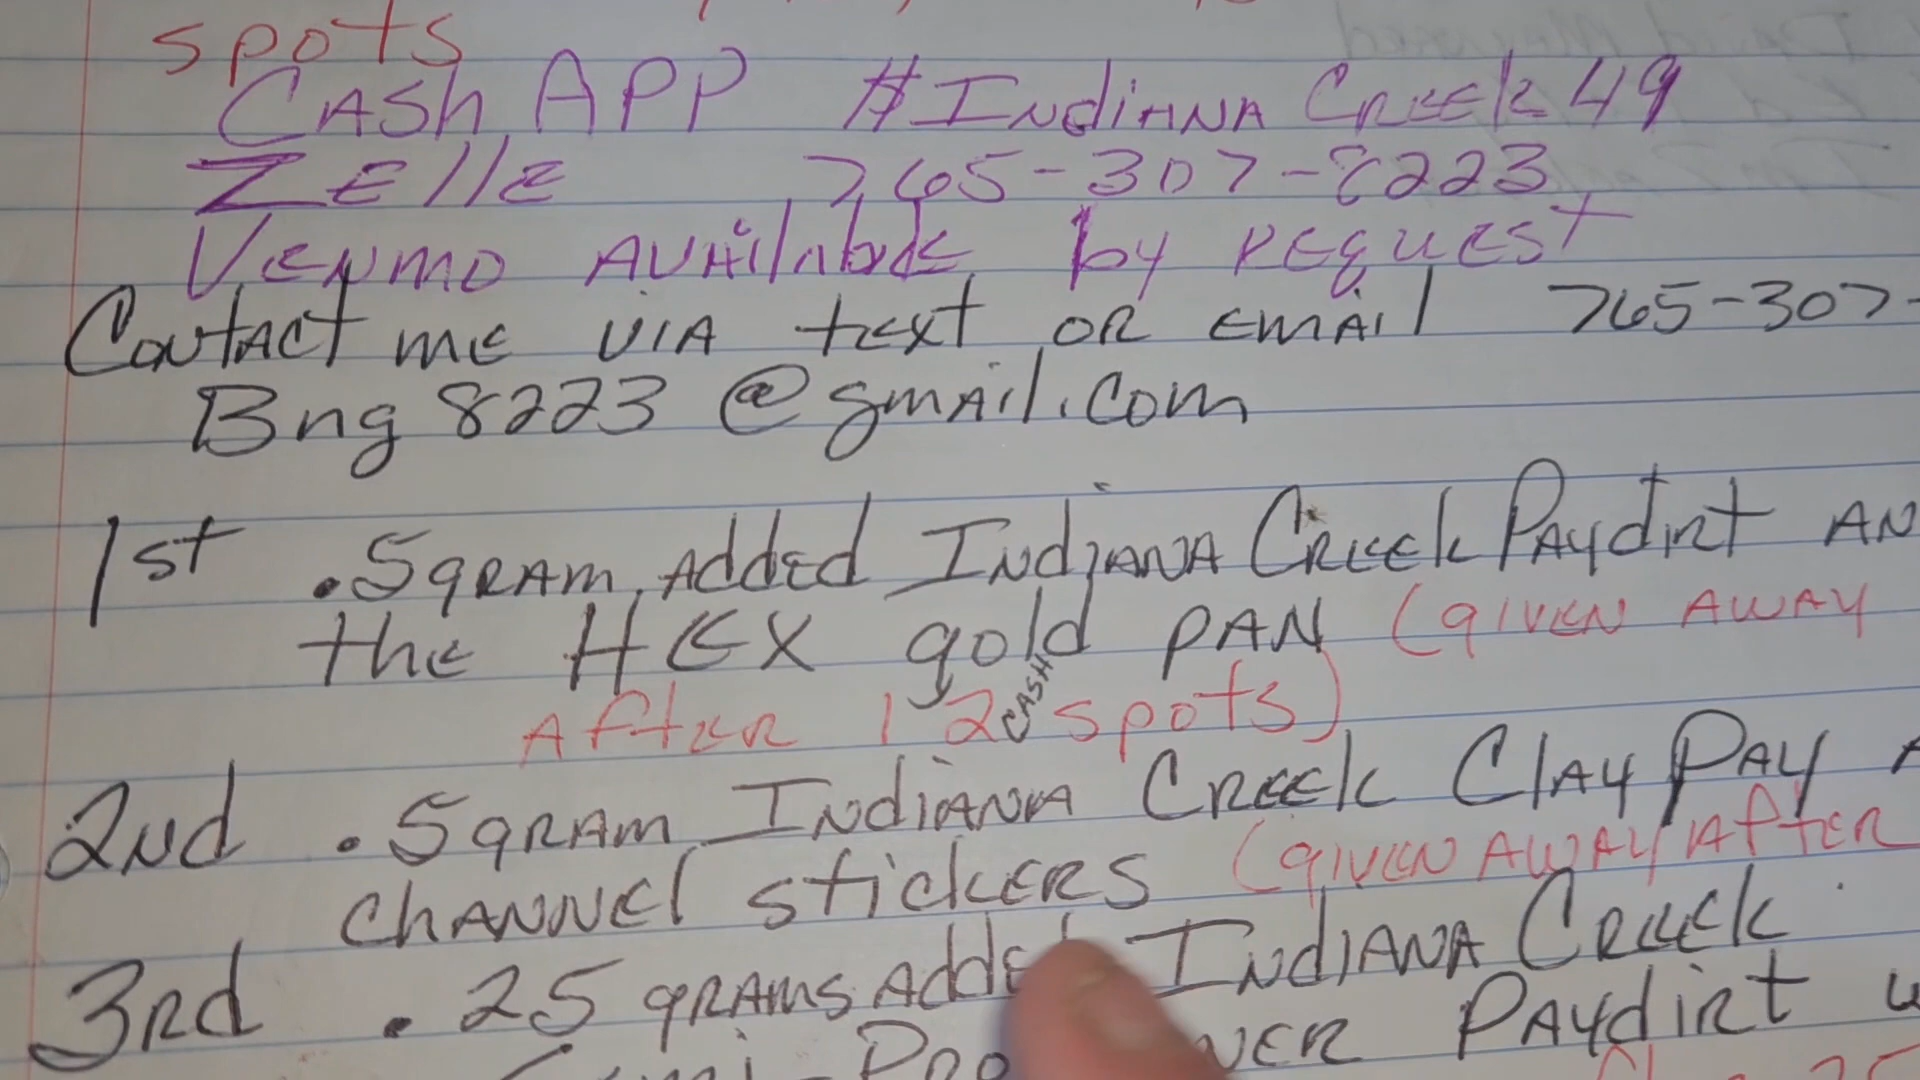 spots
Cash APP #Indiana Creek49
Zelle 765-307-8223
Venmo Available by request
Contact me via text or email 765-307-
Bng8223@gmail.com
1st .5gram added Indiana Creek Paydirt an
the HEX gold pan (given away
After 12 cash spots)
2nd .5gram Indiana Creek Clay Pay
channel stickers (given away After
3rd .25 grams added Indiana Creek
Paydirt